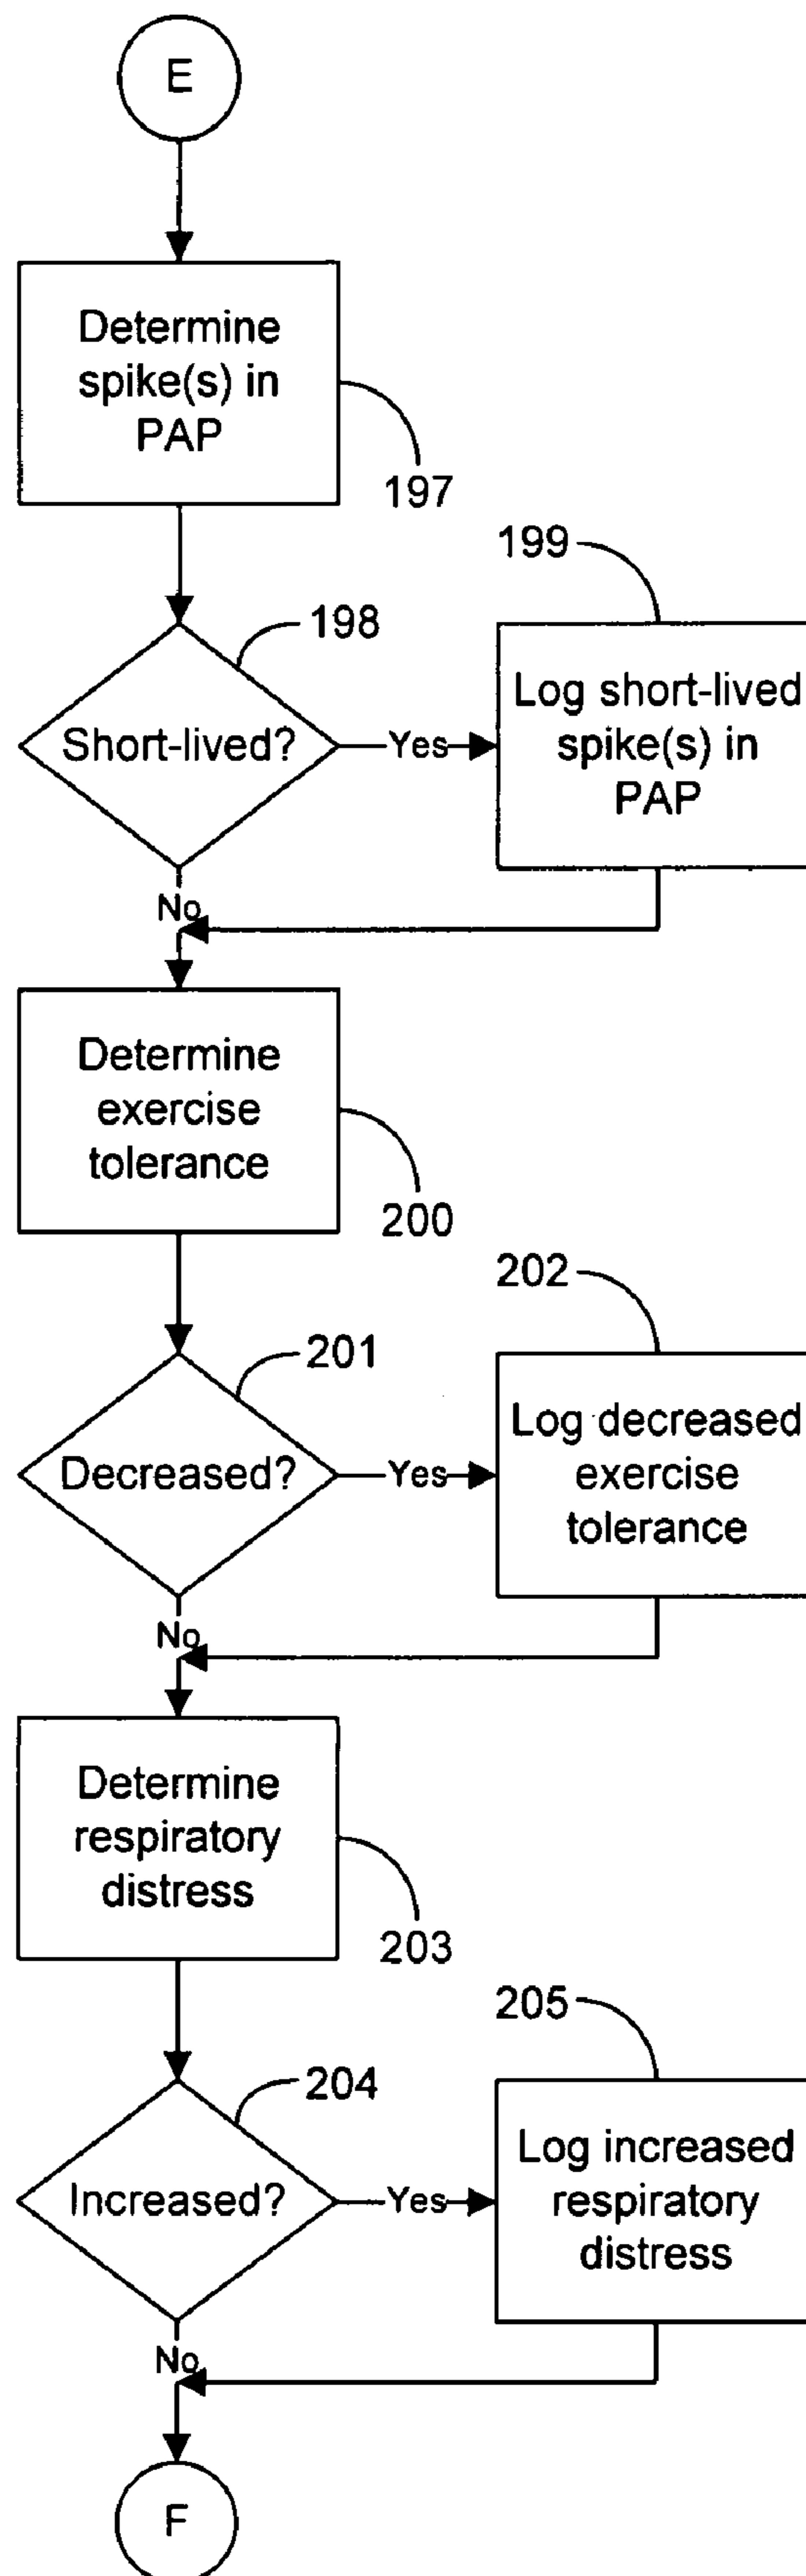 E
Determine
spike(s) in
PAP
197
198
199
Short-lived?
Yes
Log short-lived
spike(s) in
PAP
No
Determine
exercise
tolerance
200
201
202
Decreased?
Yes
Log decreased
exercise
tolerance
No
Determine
respiratory
distress
203
204
205
Increased?
Yes
Log increased
respiratory
distress
No
F